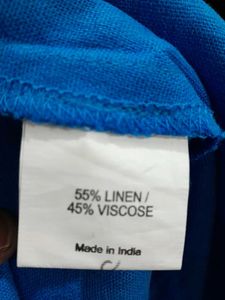 55% LINEN /
45% VISCOSE
Made in India